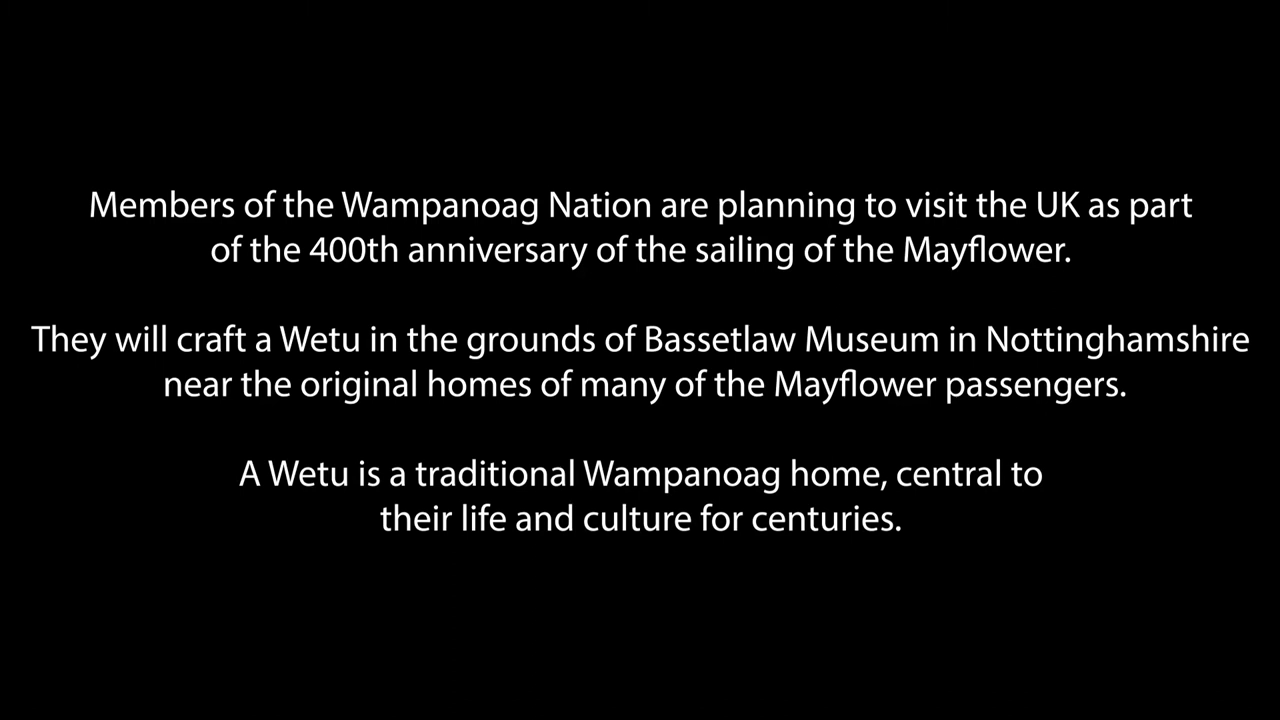 Members of the Wampanoag Nation are planning to visit the UK as part
of the 400th anniversary of the sailing of the Mayflower.
They will craft a Wetu in the grounds of Bassetlaw Museum in Nottinghamshire
near the original homes of many of the Mayflower passengers.
A Wetu is a traditional Wampanoag home, central to
their life and culture for centuries.